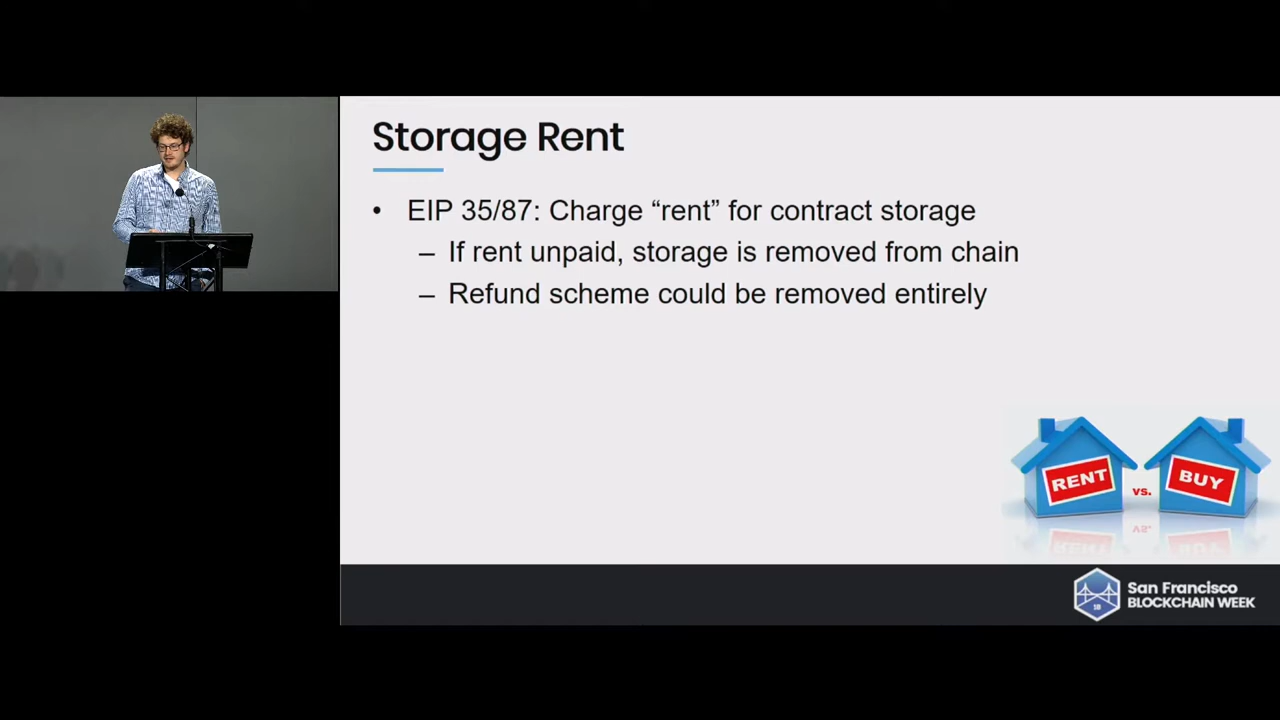 Storage Rent
• EIP 35/87: Charge “rent” for contract storage
– If rent unpaid, storage is removed from chain
– Refund scheme could be removed entirely
RENT
vs.
BUY
San Francisco
BLOCKCHAIN WEEK